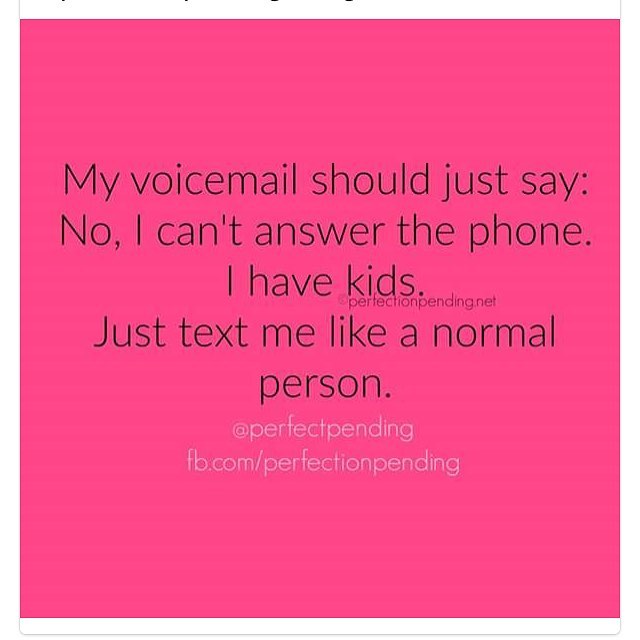 My voicemail should just say:
No, I can't answer the phone.
I have kids.
©perfectionpending.net
Just text me like a normal
person.
@perfectpending
fb.com/perfectionpending